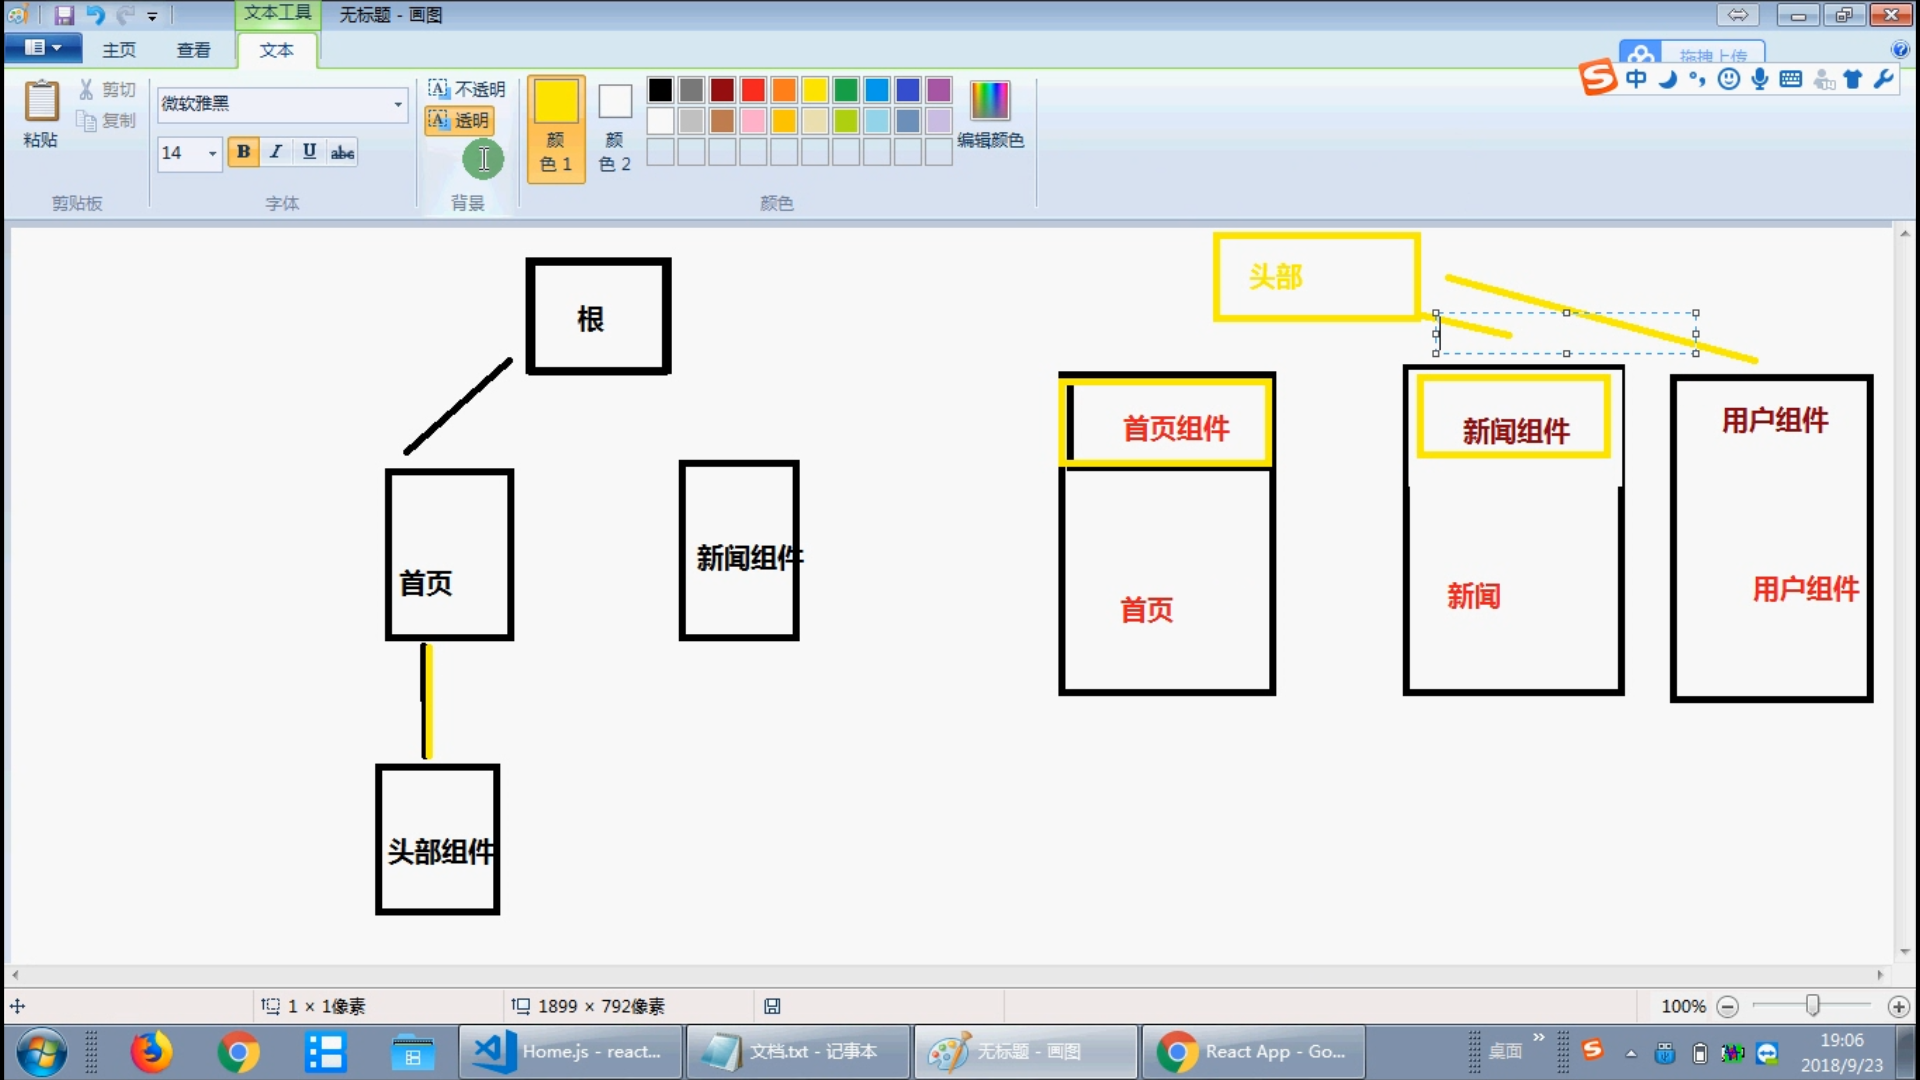 文本工具
无标题 - 画图
主页
查看
文本
拖拽上传
中
粘贴
剪切
复制
剪贴板
微软雅黑
14
B I U abc
字体
不透明
透明
背景
颜色 1
颜色 2
编辑颜色
颜色
根
首页
新闻组件
头部组件
头部
首页组件
首页
新闻组件
新闻
用户组件
用户组件
1 × 1像素
1899 × 792像素
100%
Home.js - react...
文档.txt - 记事本
无标题 - 画图
React App - Go...
桌面
19:06
2018/9/23